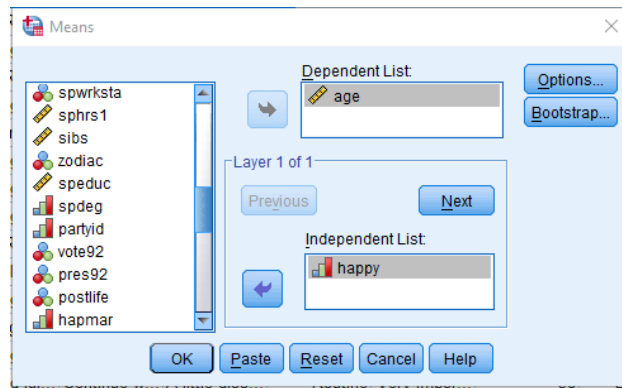 Means
Dependent List:
age
Options...
Bootstrap...
spwrksta
sphrs1
sibs
zodiac
speduc
spdeg
partyid
vote92
pres92
postlife
hapmar
Layer 1 of 1
Previous
Next
Independent List:
happy
OK
Paste
Reset
Cancel
Help